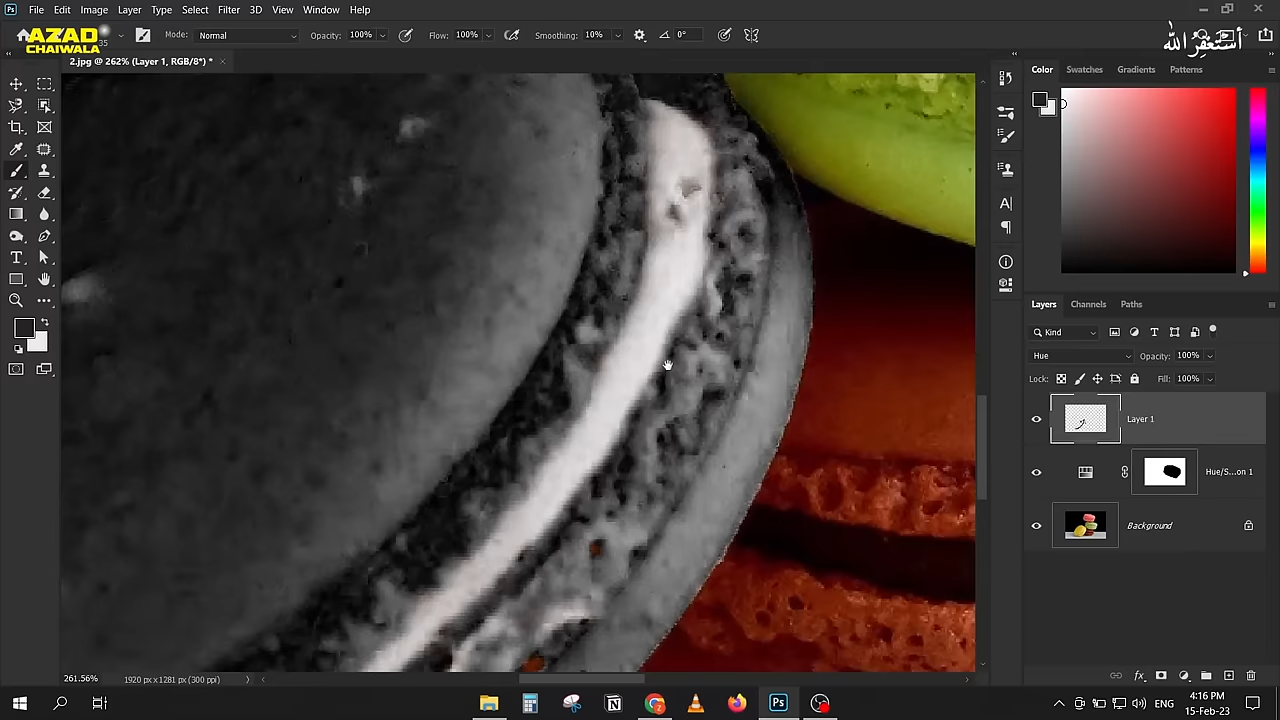 File Edit Image Layer Type Select Filter 3D View Window Help
AZAD
CHAIWALA
35
Mode: Normal Opacity: 100% Flow: 100% Smoothing: 10% 0°
أستغفر الله
2.jpg @ 262% (Layer 1, RGB/8*) *
Color Swatches Gradients Patterns
Layers Channels Paths
Kind
Hue Opacity: 100%
Lock: Fill: 100%
Layer 1
Hue/S...on 1
Background
261.56% 1920 px x 1281 px (300 ppi)
ENG
4:16 PM
15-Feb-23